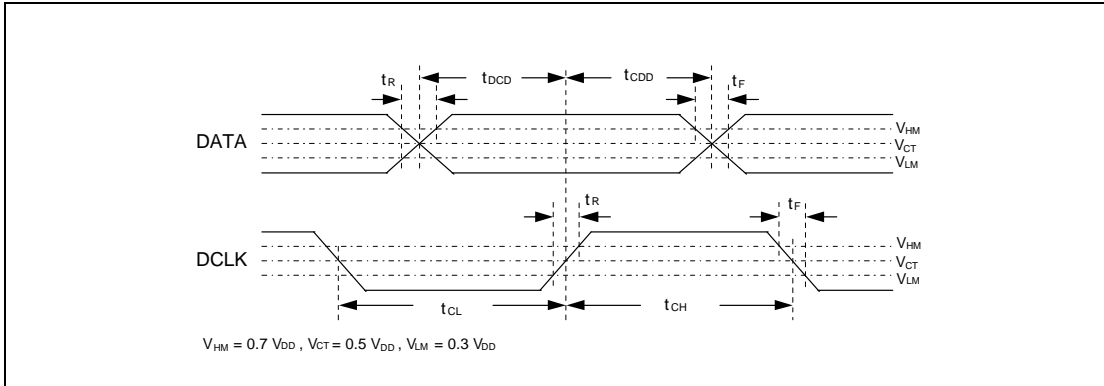 tDCD tCDD
tR tF
DATA
VHM
VCT
VLM
tR tF
DCLK
VHM
VCT
VLM
tCL tCH
VHM = 0.7 VDD , VCT = 0.5 VDD , VLM = 0.3 VDD